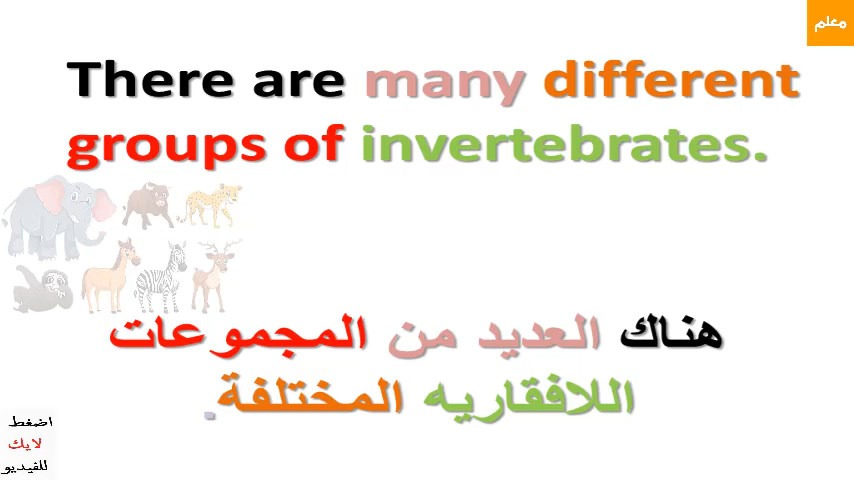 معلم
There are many different
groups of invertebrates.
هناك العديد من المجموعات
اللافقاريه المختلفة.
اضغط
لايك
للفيديو